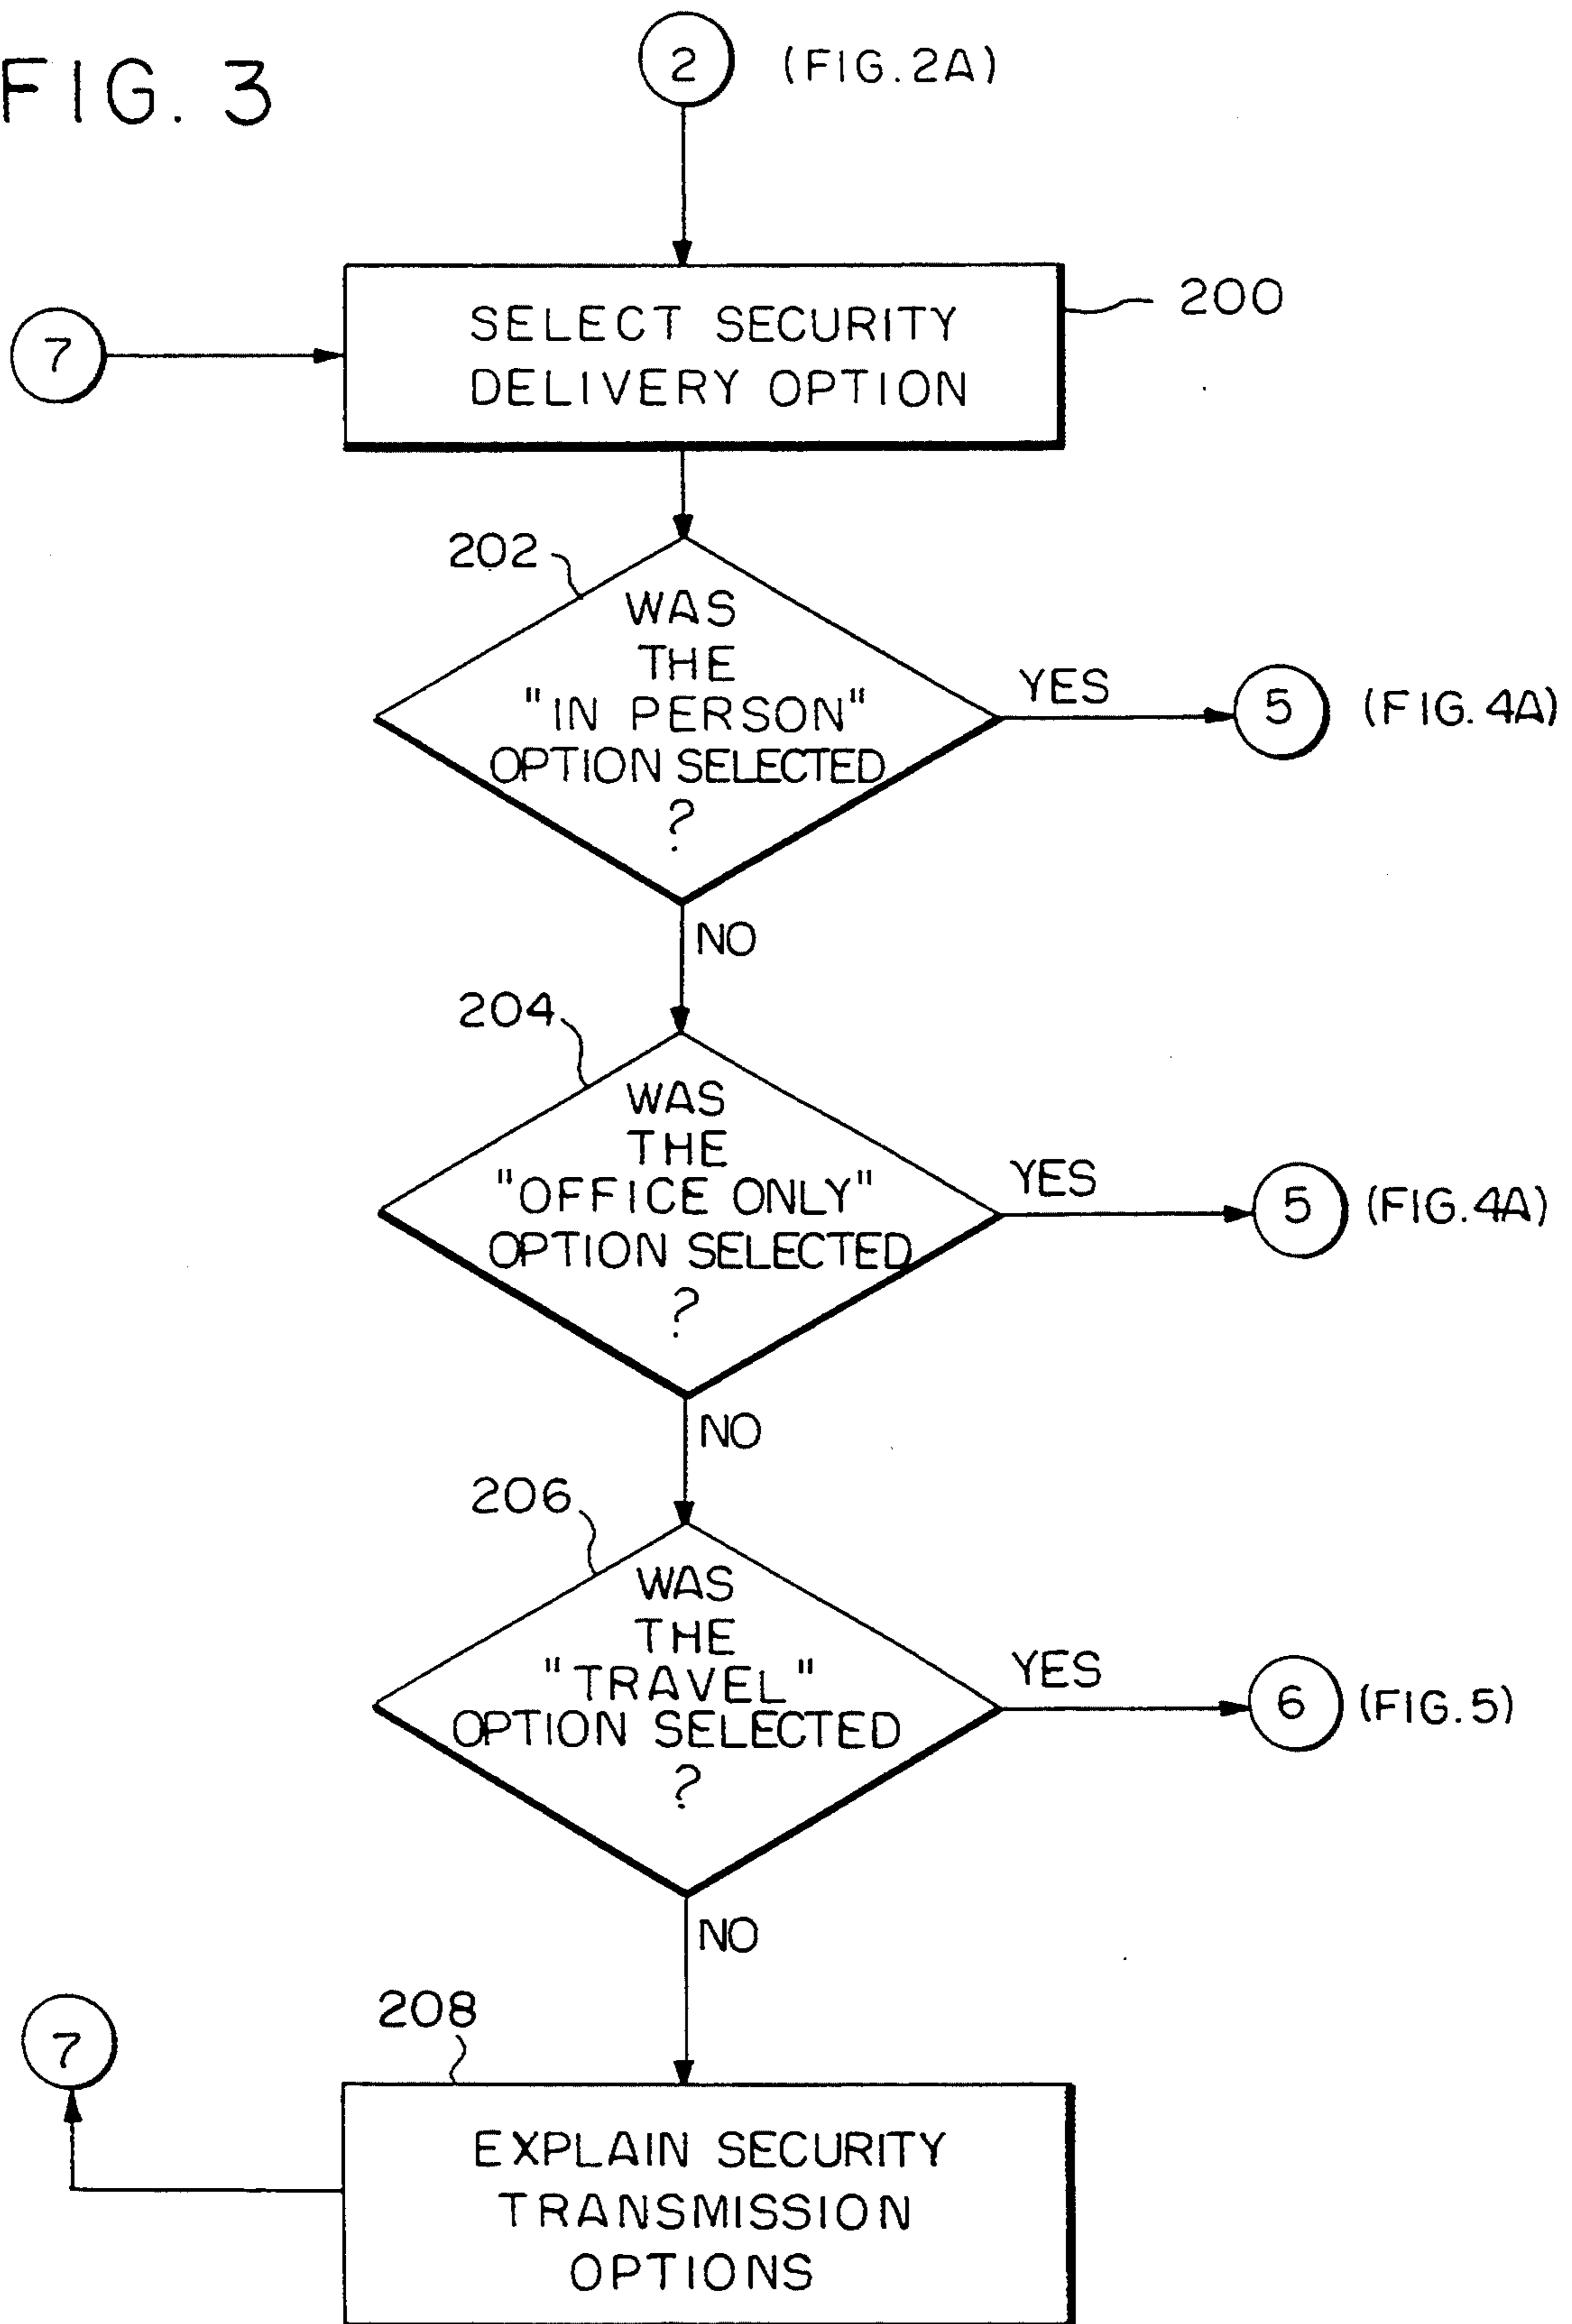 FIG. 3
2 (FIG.2A)
200
SELECT SECURITY
DELIVERY OPTION
7
202
WAS
THE
"IN PERSON"
OPTION SELECTED
?
YES
5 (FIG.4A)
NO
204
WAS
THE
"OFFICE ONLY"
OPTION SELECTED
?
YES
5 (FIG.4A)
NO
206
WAS
THE
"TRAVEL"
OPTION SELECTED
?
YES
6 (FIG.5)
NO
7
208
EXPLAIN SECURITY
TRANSMISSION
OPTIONS